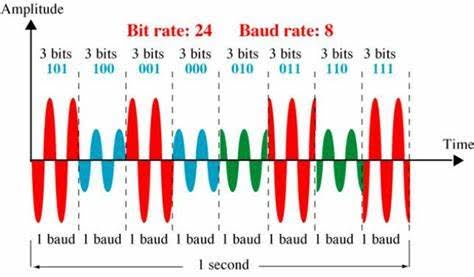 Amplitude
Bit rate: 24 Baud rate: 8
3 bits 3 bits 3 bits 3 bits 3 bits 3 bits 3 bits 3 bits
101 100 001 000 010 011 110 111
Time
1 baud 1 baud 1 baud 1 baud 1 baud 1 baud 1 baud 1 baud
1 second